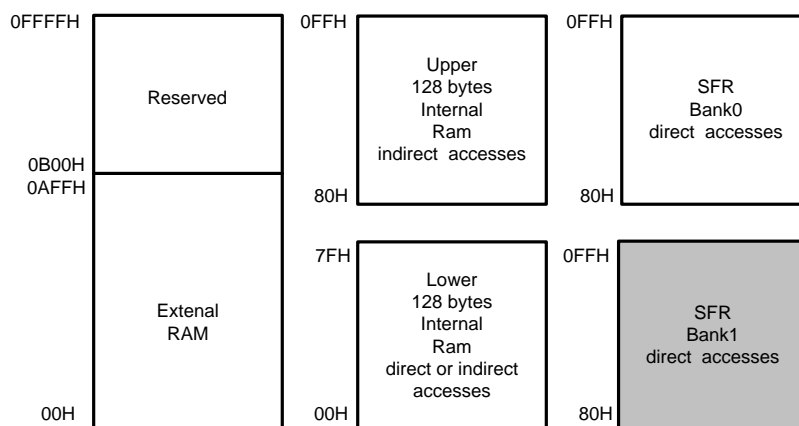 0FFFFH
Reserved
0B00H
0AFFH
Extenal
RAM
00H
0FFH
Upper
128 bytes
Internal
Ram
indirect accesses
80H
7FH
Lower
128 bytes
Internal
Ram
direct or indirect
accesses
00H
0FFH
SFR
Bank0
direct accesses
80H
0FFH
SFR
Bank1
direct accesses
80H